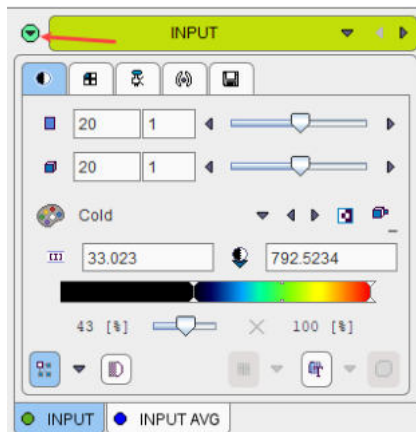 INPUT
20 1
20 1
Cold
33.023 792.5234
43 [%] 100 [%]
INPUT INPUT AVG